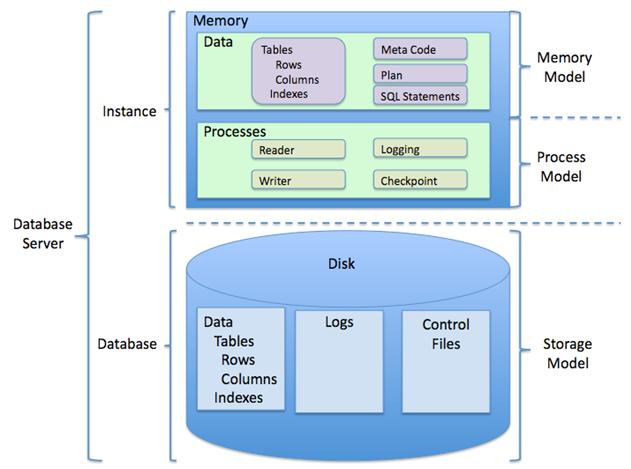 Memory
Data
Tables
Rows
Columns
Indexes
Meta Code
Plan
SQL Statements
Processes
Reader
Logging
Writer
Checkpoint
Instance
Memory
Model
Process
Model
Database
Server
Disk
Data
Tables
Rows
Columns
Indexes
Logs
Control
Files
Database
Storage
Model